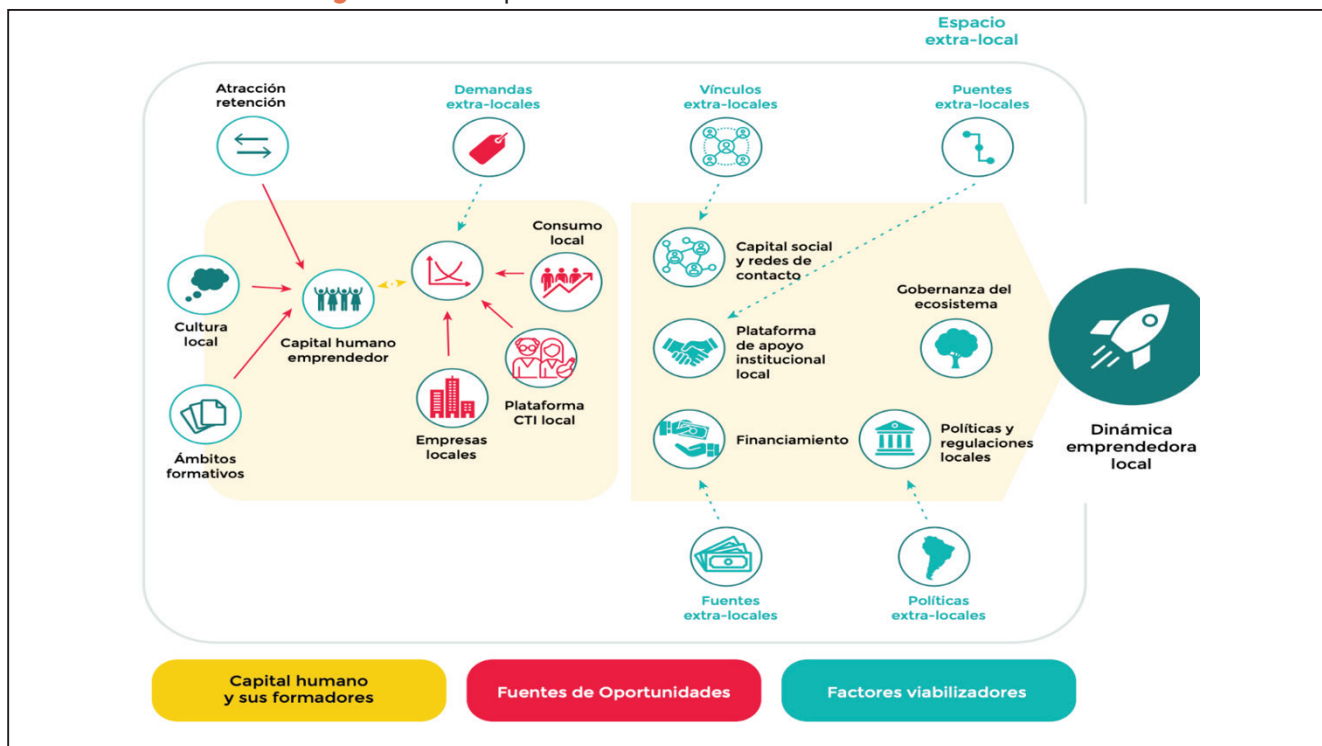 Espacio
extra-local
Atracción
retención
Demandas
extra-locales
Vínculos
extra-locales
Puentes
extra-locales
Consumo
local
Capital social
y redes de
contacto
Gobernanza del
ecosistema
Cultura
local
Capital humano
emprendedor
Plataforma
de apoyo
institucional
local
Plataforma
CTI local
Empresas
locales
Financiamiento
Políticas y
regulaciones
locales
Dinámica
emprendedora
local
Ámbitos
formativos
Fuentes
extra-locales
Políticas
extra-locales
Capital humano
y sus formadores
Fuentes de Oportunidades
Factores viabilizadores